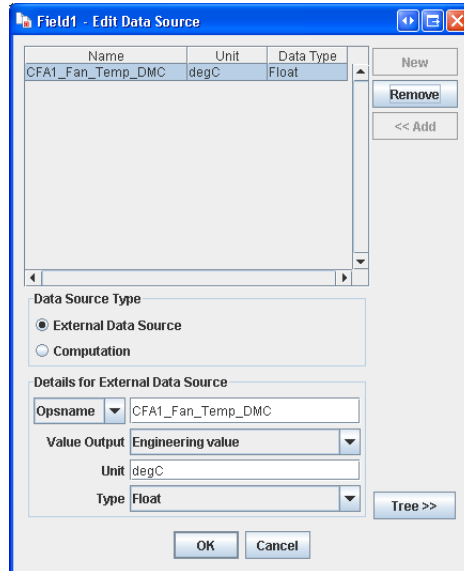 Field1 - Edit Data Source
Name Unit Data Type
CFA1_Fan_Temp_DMC degC Float
New
Remove
<< Add
Data Source Type
External Data Source
Computation
Details for External Data Source
Opsname CFA1_Fan_Temp_DMC
Value Output Engineering value
Unit degC
Type Float
Tree >>
OK Cancel